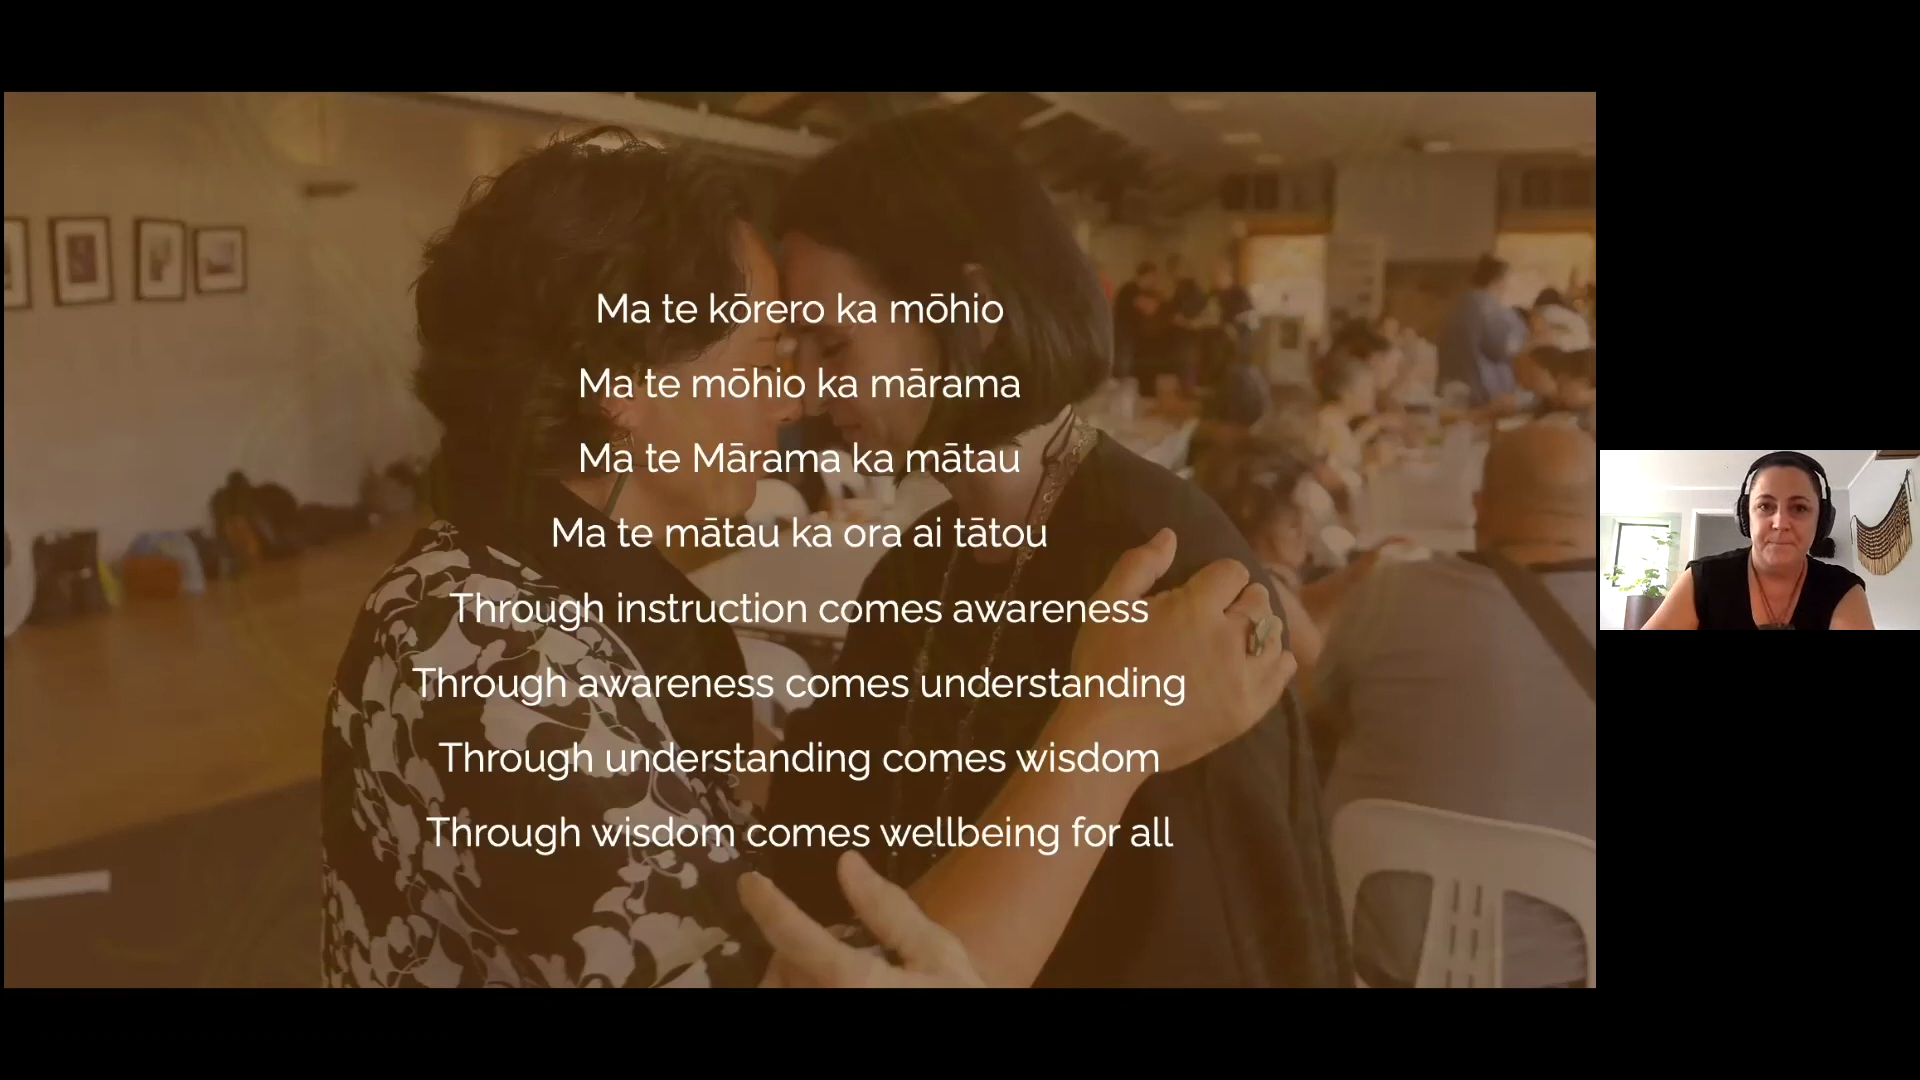 Ma te kōrero ka mōhio
Ma te mōhio ka mārama
Ma te Mārama ka mātau
Ma te mātau ka ora ai tātou
Through instruction comes awareness
Through awareness comes understanding
Through understanding comes wisdom
Through wisdom comes wellbeing for all